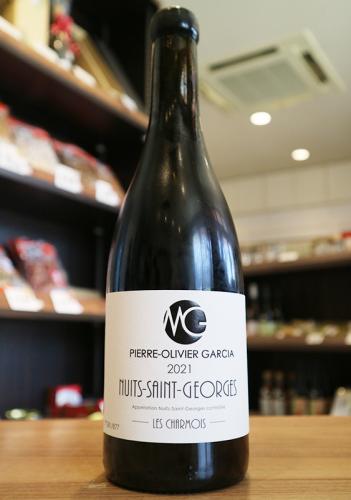 MG
PIERRE-OLIVIER GARCIA
2021
NUITS-SAINT-GEORGES
Appellation Nuits-Saint-Georges contrôlée
LES CHARMOIS